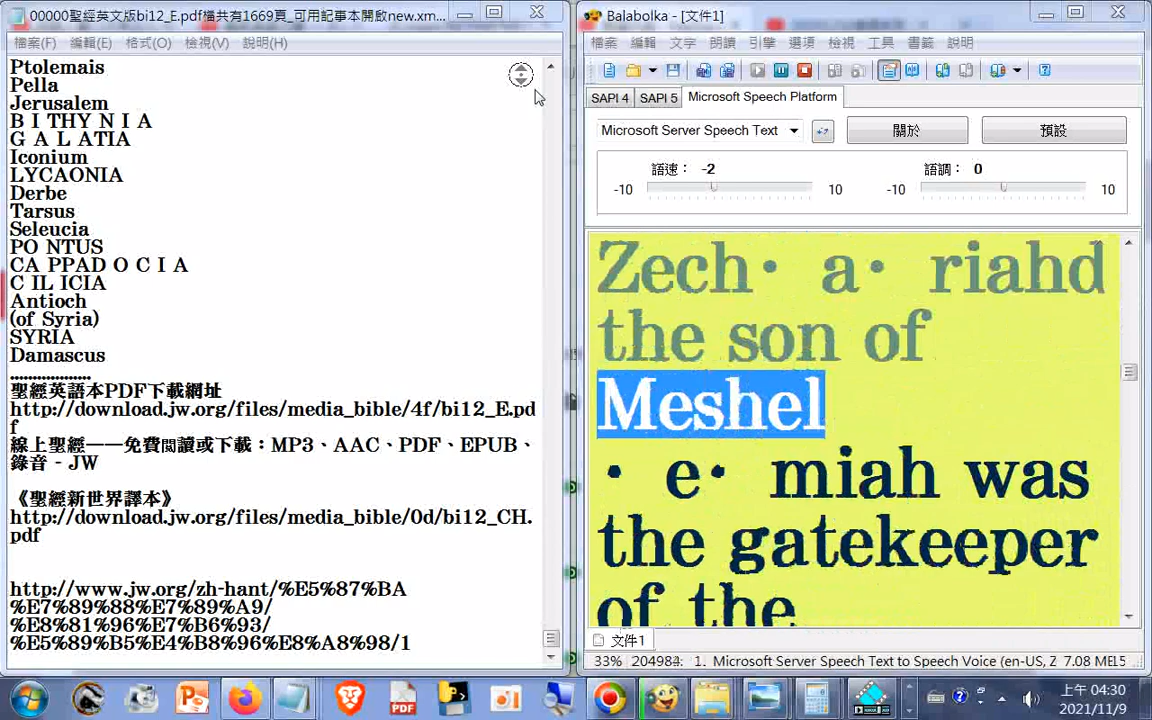 00000聖經英文版bi12_E.pdf檔共有1669頁_可用記事本開啟new.xm...
檔案(F) 編輯(E) 格式(O) 檢視(V) 說明(H)
Ptolemais
Pella
Jerusalem
B I THY N I A
G A L ATIA
Iconium
LYCAONIA
Derbe
Tarsus
Seleucia
PO NTUS
CA PPAD O C I A
C IL ICIA
Antioch
(of Syria)
SYRIA
Damascus
..................
聖經英語本PDF下載網址
http://download.jw.org/files/media_bible/4f/bi12_E.pd
f
線上聖經——免費閱讀或下載：MP3、AAC、PDF、EPUB、
錄音 - JW
《聖經新世界譯本》
http://download.jw.org/files/media_bible/0d/bi12_CH.
pdf
http://www.jw.org/zh-hant/%E5%87%BA
%E7%89%88%E7%89%A9/
%E8%81%96%E7%B6%93/
%E5%89%B5%E4%B8%96%E8%A8%98/1
Balabolka - [文件1]
檔案 編輯 文字 朗讀 引擎 選項 檢視 工具 書籤 說明
SAPI 4 SAPI 5 Microsoft Speech Platform
Microsoft Server Speech Text 關於 預設
語速： -2 語調： 0
-10 10 -10 10
Zech· a· riahd
the son of
Meshel
· e· miah was
the gatekeeper
of the
文件1
33% 204984: 1. Microsoft Server Speech Text to Speech Voice (en-US, Z 7.08 ME15
PDF
上午 04:30
2021/11/9